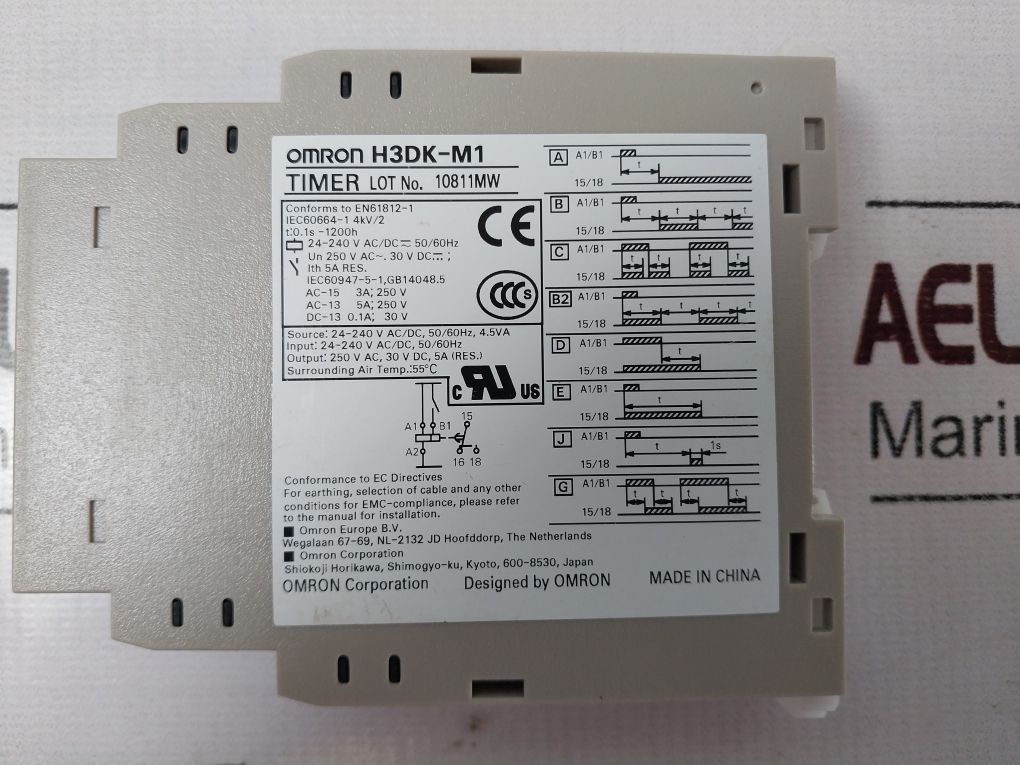 OMRON H3DK-M1
TIMER LOT No. 10811MW
Conforms to EN61812-1
IEC60664-1 4kV/2
t:0.1s -1200h
24-240 V AC/DC 50/60Hz
Un 250 V AC~. 30 V DC ;
Ith 5A RES.
IEC60947-5-1,GB14048.5
AC-15 3A; 250 V
AC-13 5A; 250 V
DC-13 0.1A; 30 V
CE
CCC S
Source: 24-240 V AC/DC, 50/60Hz, 4.5VA
Input: 24-240 V AC/DC, 50/60Hz
Output: 250 V AC, 30 V DC, 5A (RES.)
Surrounding Air Temp.:55°C
c RU US
A1 B1 15
A2
16 18
Conformance to EC Directives
For earthing, selection of cable and any other
conditions for EMC-compliance, please refer
to the manual for installation.
■ Omron Europe B.V.
Wegalaan 67-69, NL-2132 JD Hoofddorp, The Netherlands
■ Omron Corporation
Shiokoji Horikawa, Shimogyo-ku, Kyoto, 600-8530, Japan
OMRON Corporation Designed by OMRON MADE IN CHINA
A A1/B1
t
15/18
B A1/B1
t t t t
15/18
C A1/B1
t t t t
15/18
B2 A1/B1
t t t t
15/18
D A1/B1
t
15/18
E A1/B1
t
15/18
J A1/B1
t 1s
15/18
G A1/B1
t t t t
15/18
AEL
Marin